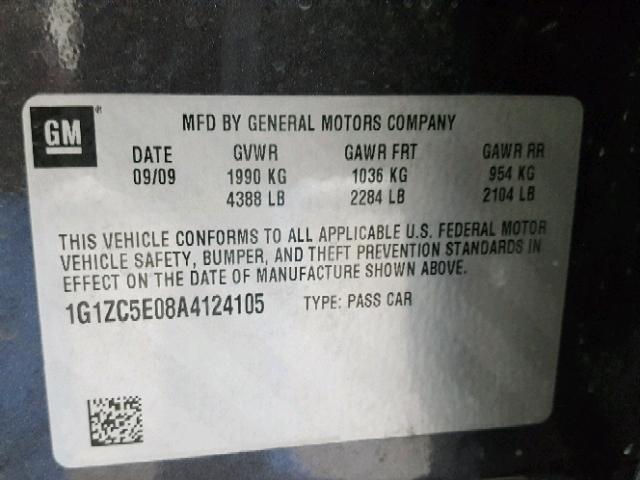 GM®
MFD BY GENERAL MOTORS COMPANY
DATE GVWR GAWR FRT GAWR RR
09/09 1990 KG 1036 KG 954 KG
4388 LB 2284 LB 2104 LB
THIS VEHICLE CONFORMS TO ALL APPLICABLE U.S. FEDERAL MOTOR
VEHICLE SAFETY, BUMPER, AND THEFT PREVENTION STANDARDS IN
EFFECT ON THE DATE OF MANUFACTURE SHOWN ABOVE.
1G1ZC5E08A4124105 TYPE: PASS CAR